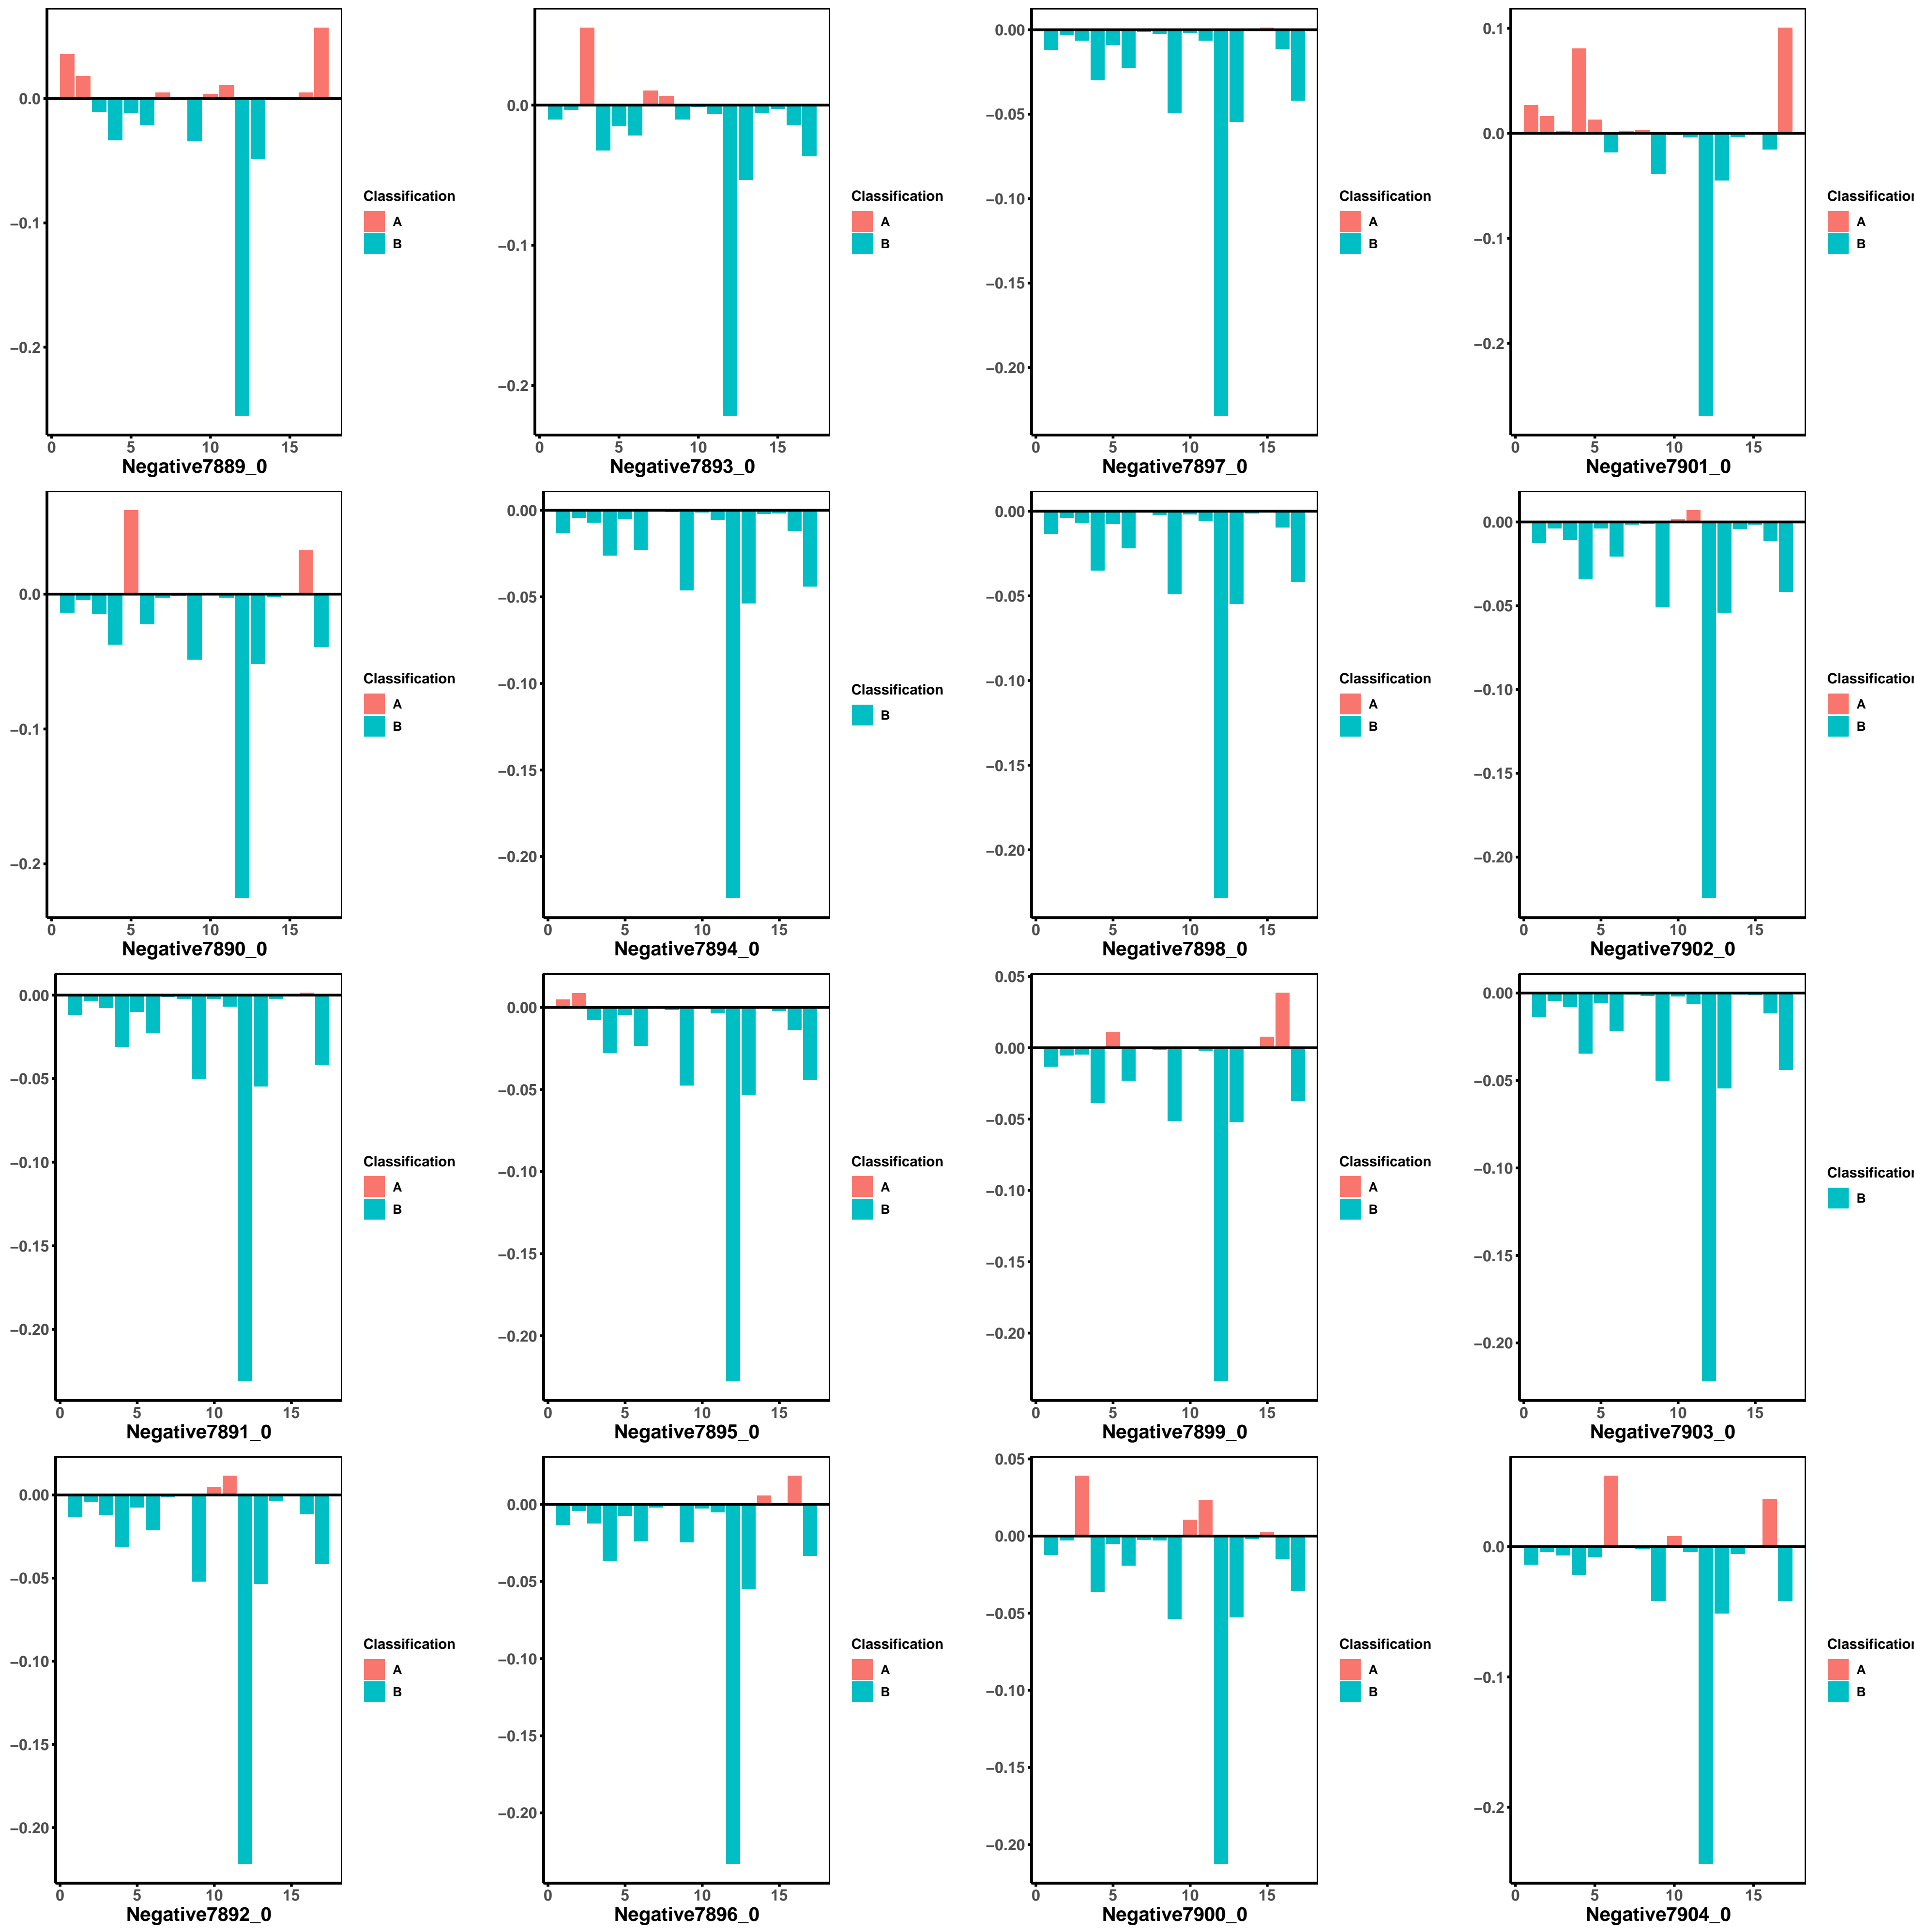 0.0
−0.1
−0.2
0 5 10 15
Negative7889_0
Classification
A
B
0.0
−0.1
−0.2
0 5 10 15
Negative7893_0
Classification
A
B
0.00
−0.05
−0.10
−0.15
−0.20
0 5 10 15
Negative7897_0
Classification
A
B
0.1
0.0
−0.1
−0.2
0 5 10 15
Negative7901_0
Classification
A
B
0.0
−0.1
−0.2
0 5 10 15
Negative7890_0
Classification
A
B
0.00
−0.05
−0.10
−0.15
−0.20
0 5 10 15
Negative7894_0
Classification
B
0.00
−0.05
−0.10
−0.15
−0.20
0 5 10 15
Negative7898_0
Classification
A
B
0.00
−0.05
−0.10
−0.15
−0.20
0 5 10 15
Negative7902_0
Classification
A
B
0.00
−0.05
−0.10
−0.15
−0.20
0 5 10 15
Negative7891_0
Classification
A
B
0.00
−0.05
−0.10
−0.15
−0.20
0 5 10 15
Negative7895_0
Classification
A
B
0.05
0.00
−0.05
−0.10
−0.15
−0.20
0 5 10 15
Negative7899_0
Classification
A
B
0.00
−0.05
−0.10
−0.15
−0.20
0 5 10 15
Negative7903_0
Classification
B
0.00
−0.05
−0.10
−0.15
−0.20
0 5 10 15
Negative7892_0
Classification
A
B
0.00
−0.05
−0.10
−0.15
−0.20
0 5 10 15
Negative7896_0
Classification
A
B
0.05
0.00
−0.05
−0.10
−0.15
−0.20
0 5 10 15
Negative7900_0
Classification
A
B
0.0
−0.1
−0.2
0 5 10 15
Negative7904_0
Classification
A
B